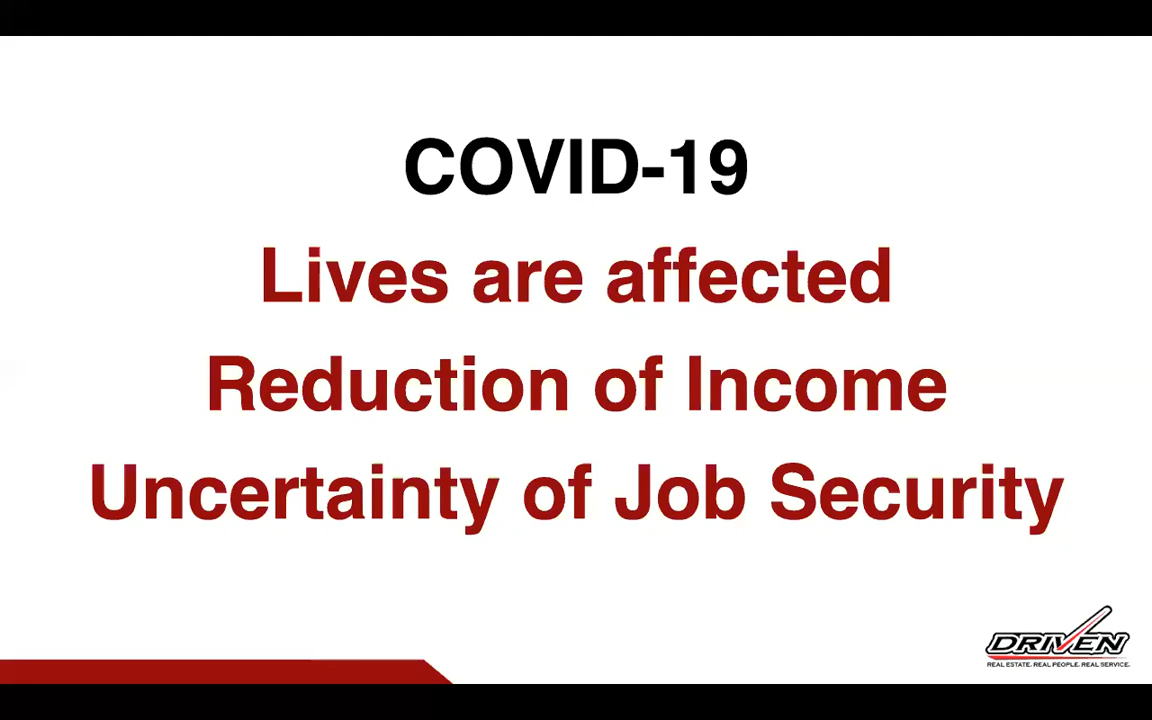 COVID-19
Lives are affected
Reduction of Income
Uncertainty of Job Security
DRIVEN
REAL ESTATE. REAL PEOPLE. REAL SERVICE.